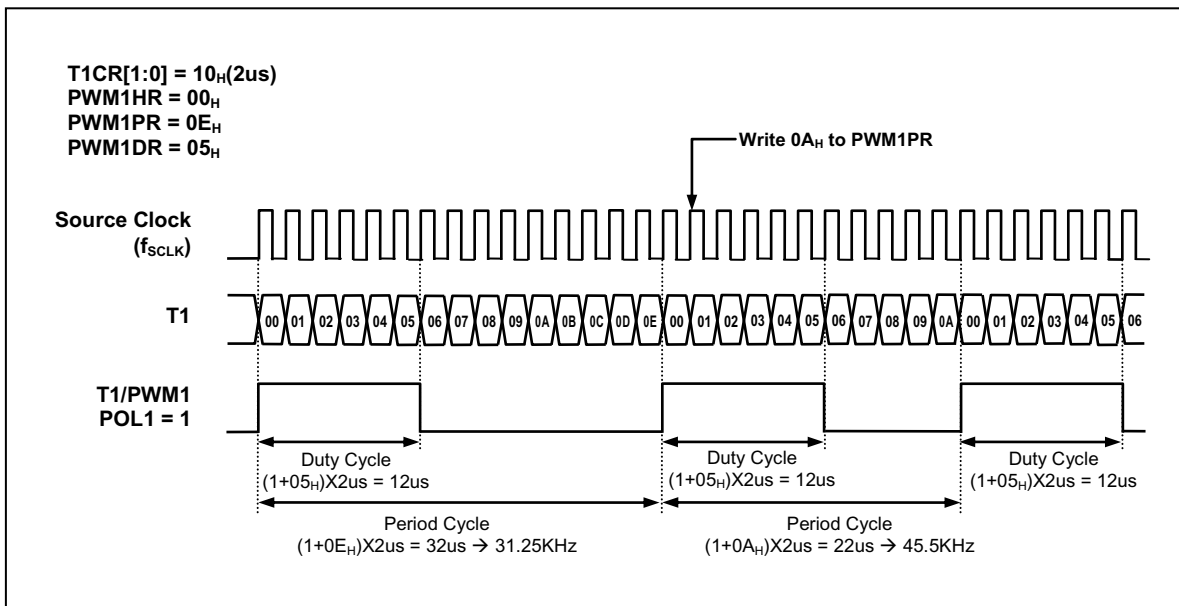 T1CR[1:0] = 10H(2us)
PWM1HR = 00H
PWM1PR = 0EH
PWM1DR = 05H
Write 0AH to PWM1PR
Source Clock
(fSCLK)
T1
00 01 02 03 04 05 06 07 08 09 0A 0B 0C 0D 0E 00 01 02 03 04 05 06 07 08 09 0A 00 01 02 03 04 05 06
T1/PWM1
POL1 = 1
Duty Cycle
(1+05H)X2us = 12us
Duty Cycle
(1+05H)X2us = 12us
Duty Cycle
(1+05H)X2us = 12us
Period Cycle
(1+0EH)X2us = 32us → 31.25KHz
Period Cycle
(1+0AH)X2us = 22us → 45.5KHz